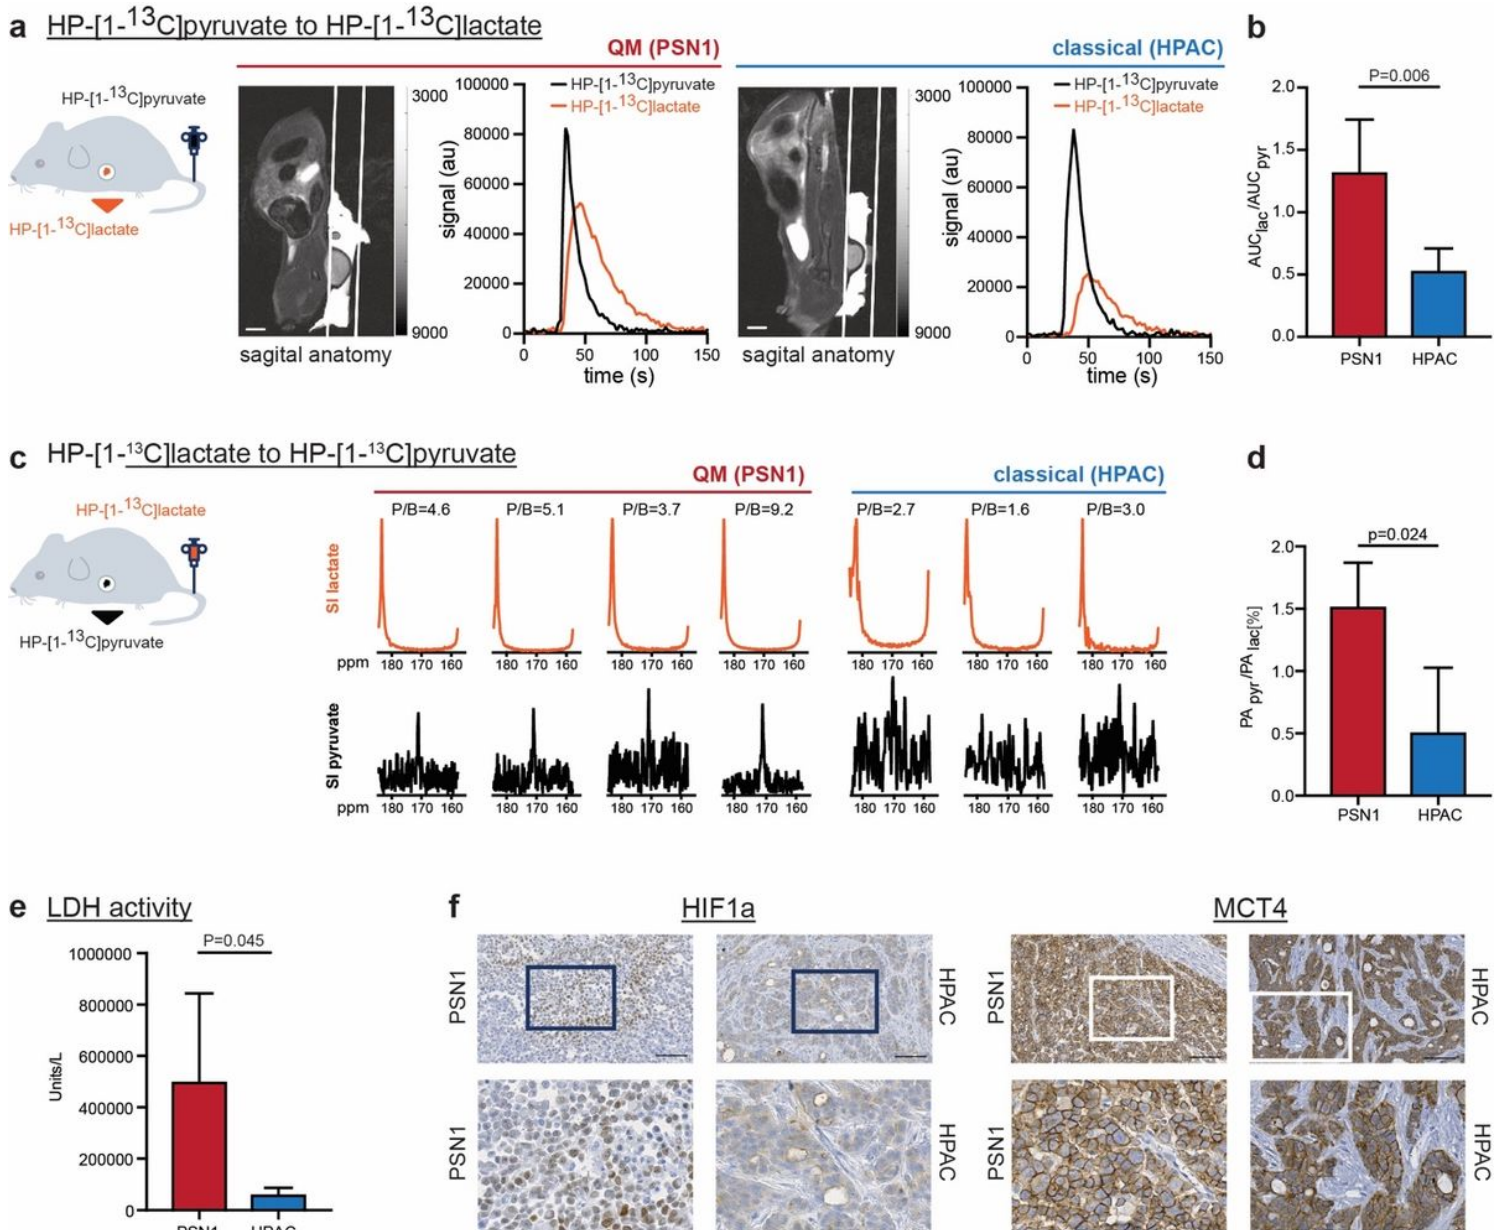 a HP-[1-13C]pyruvate to HP-[1-13C]lactate
QM (PSN1)
classical (HPAC)
HP-[1-13C]pyruvate
HP-[1-13C]lactate
3000
9000
sagital anatomy
signal (au)
100000
80000
60000
40000
20000
0
HP-[1-13C]pyruvate
HP-[1-13C]lactate
0 50 100 150
time (s)
3000
9000
sagital anatomy
signal (au)
100000
80000
60000
40000
20000
0
HP-[1-13C]pyruvate
HP-[1-13C]lactate
0 50 100 150
time (s)
b
P=0.006
AUClac/AUCpyr
2.0
1.5
1.0
0.5
0.0
PSN1 HPAC
c HP-[1-13C]lactate to HP-[1-13C]pyruvate
QM (PSN1)
classical (HPAC)
HP-[1-13C]lactate
HP-[1-13C]pyruvate
P/B=4.6 P/B=5.1 P/B=3.7 P/B=9.2 P/B=2.7 P/B=1.6 P/B=3.0
SI lactate
ppm 180 170 160 180 170 160 180 170 160 180 170 160 180 170 160 180 170 160 180 170 160
SI pyruvate
ppm 180 170 160 180 170 160 180 170 160 180 170 160 180 170 160 180 170 160 180 170 160
d
p=0.024
PA pyr/PA lac[%]
2.0
1.5
1.0
0.5
0.0
PSN1 HPAC
e LDH activity
P=0.045
Units/L
1000000
800000
600000
400000
200000
0
PSN1 HPAC
f HIF1a MCT4
PSN1 HPAC PSN1 HPAC
PSN1 HPAC PSN1 HPAC